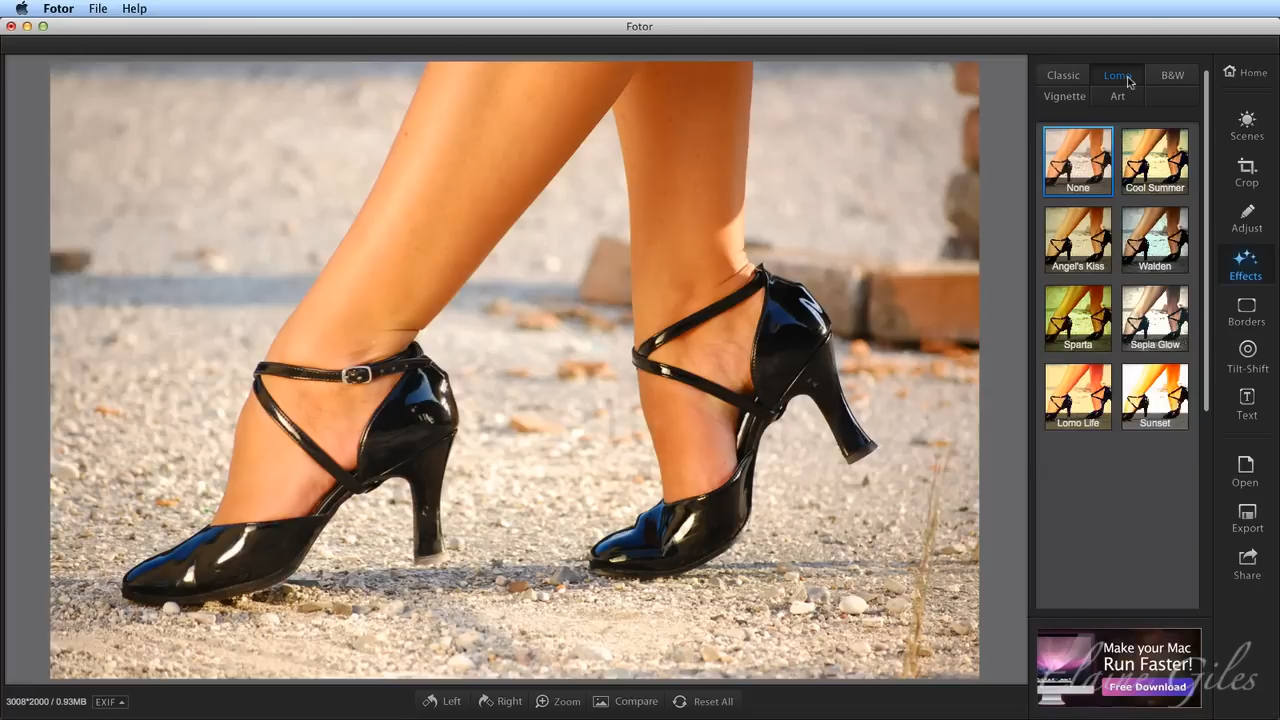 Fotor File Help
Fotor
Classic Lomo B&W
Vignette Art
None Cool Summer
Angel's Kiss Walden
Sparta Sepia Glow
Lomo Life Sunset
Home
Scenes
Crop
Adjust
Effects
Borders
Tilt-Shift
Text
Open
Export
Share
Make your Mac
Run Faster!
Free Download
Elaine Giles
3008*2000 / 0.93MB EXIF Left Right Zoom Compare Reset All